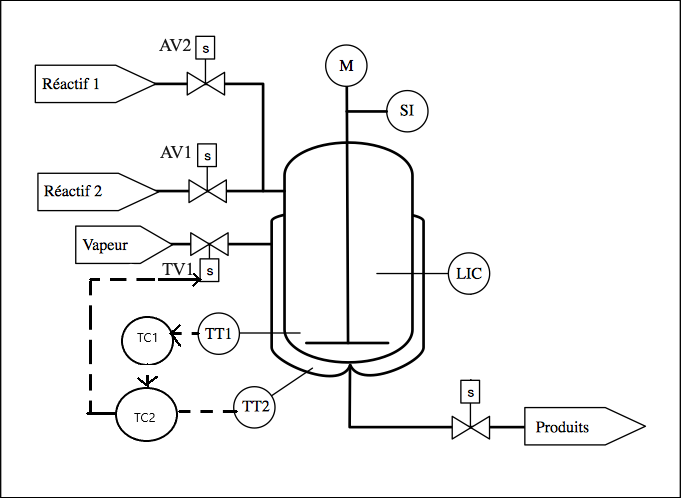 AV2
s
M
Réactif 1
SI
AV1
s
Réactif 2
Vapeur
TV1
s
LIC
TC1
TT1
s
TC2
TT2
Produits